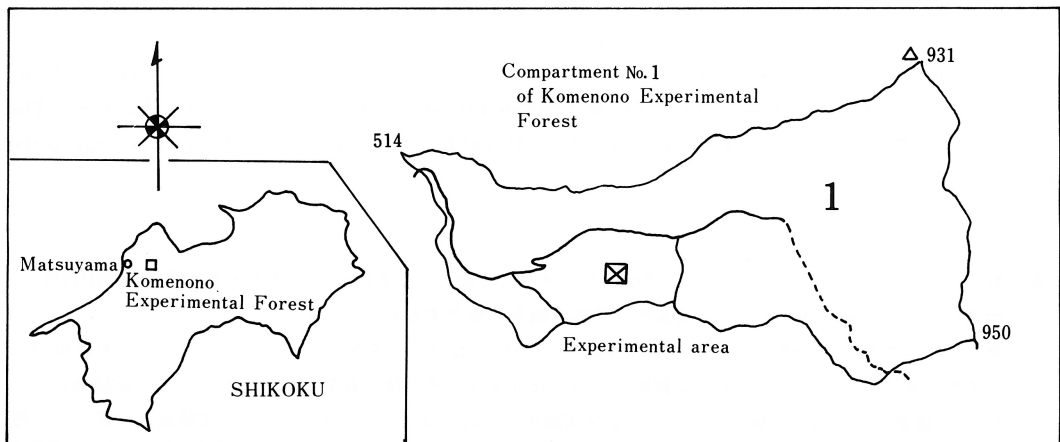 Compartment No. 1
of Komenono Experimental
Forest
931
514
1
Matsuyama
Komenono
Experimental Forest
SHIKOKU
Experimental area
950